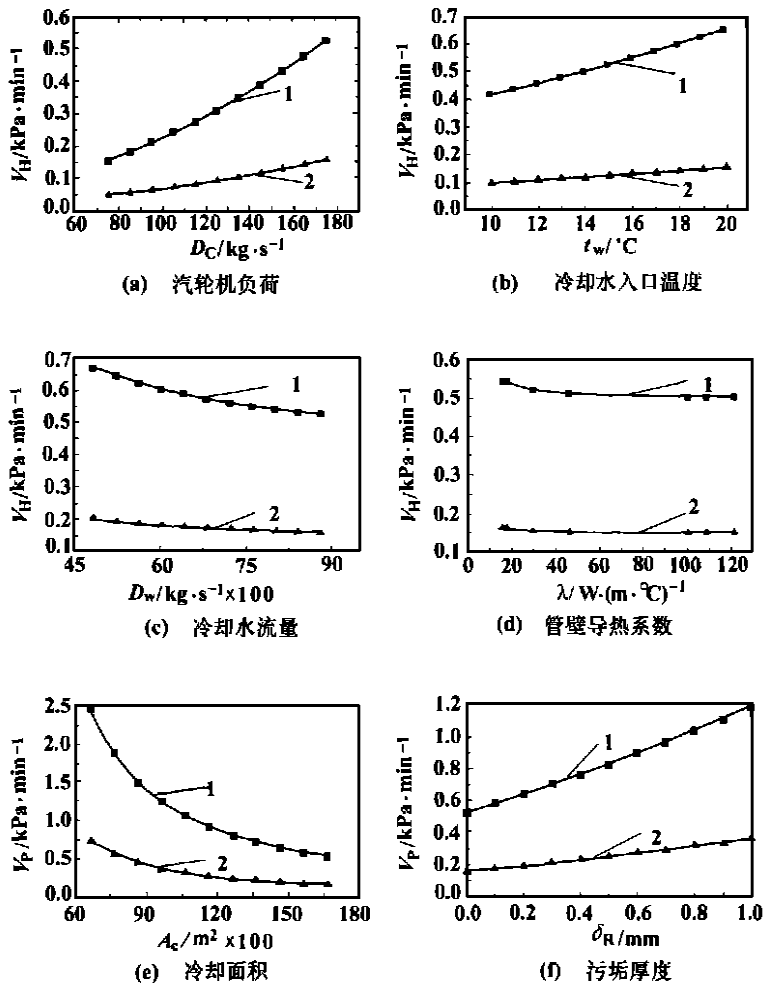 V_H/kPa·min⁻¹
0.6
0.5
0.4
0.3
0.2
0.1
0.0
1
2
60 80 100 120 140 160 180
D_C/kg·s⁻¹
(a) 汽轮机负荷
V_H/kPa·min⁻¹
0.7
0.6
0.5
0.4
0.3
0.2
0.1
0.0
1
2
10 12 14 16 18 20
t_w/°C
(b) 冷却水入口温度
V_H/kPa·min⁻¹
0.7
0.6
0.5
0.4
0.3
0.2
0.1
1
2
45 60 75 90
D_w/kg·s⁻¹×100
(c) 冷却水流量
V_H/kPa·min⁻¹
0.7
0.6
0.5
0.4
0.3
0.2
0.1
1
2
0 20 40 60 80 100 120
λ/W·(m·℃)⁻¹
(d) 管壁导热系数
V_P/kPa·min⁻¹
2.5
2.0
1.5
1.0
0.5
0.0
1
2
60 90 120 150 180
A_c/m² ×100
(e) 冷却面积
V_P/kPa·min⁻¹
1.2
1.0
0.8
0.6
0.4
0.2
0.0
1
2
0.0 0.2 0.4 0.6 0.8 1.0
δ_R/mm
(f) 污垢厚度